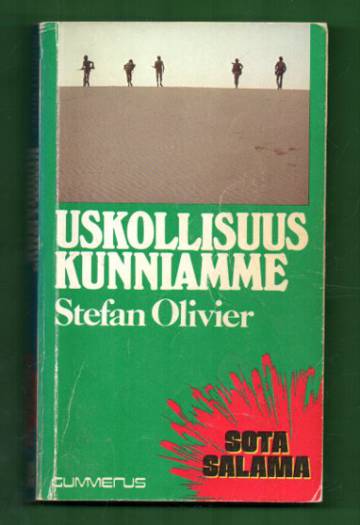 USKOLLISUUS
KUNNIAMME
Stefan Olivier
SOTA
SALAMA
GUMMERUS